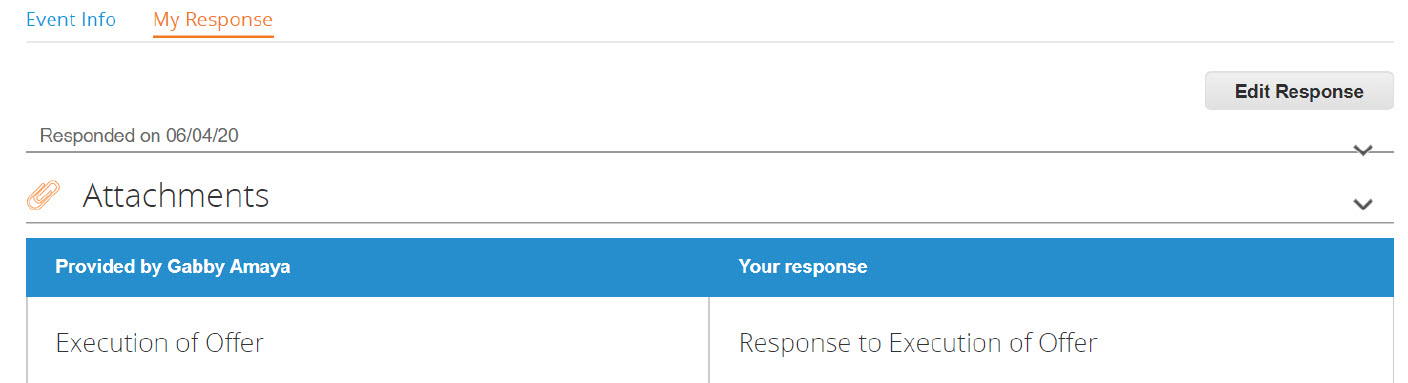 Event Info My Response
Edit Response
Responded on 06/04/20
Attachments
Provided by Gabby Amaya Your response
Execution of Offer Response to Execution of Offer